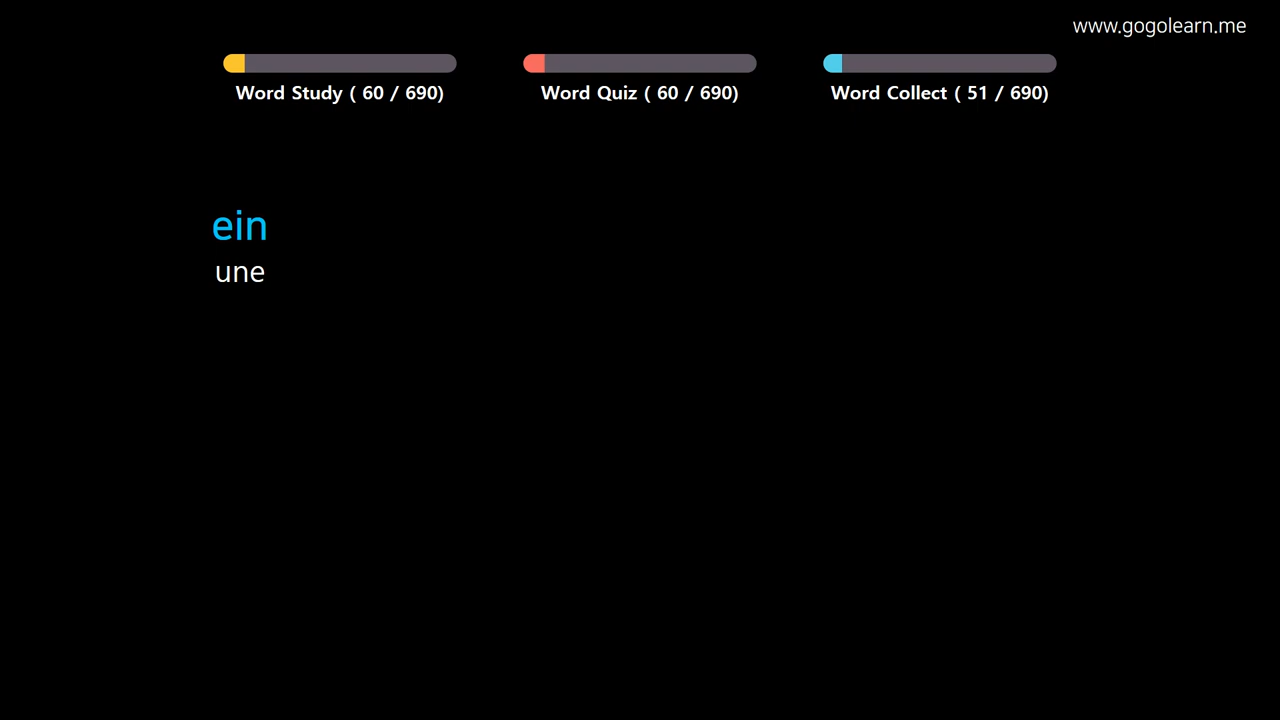 www.gogolearn.me
Word Study ( 60 / 690)
Word Quiz ( 60 / 690)
Word Collect ( 51 / 690)
ein
une